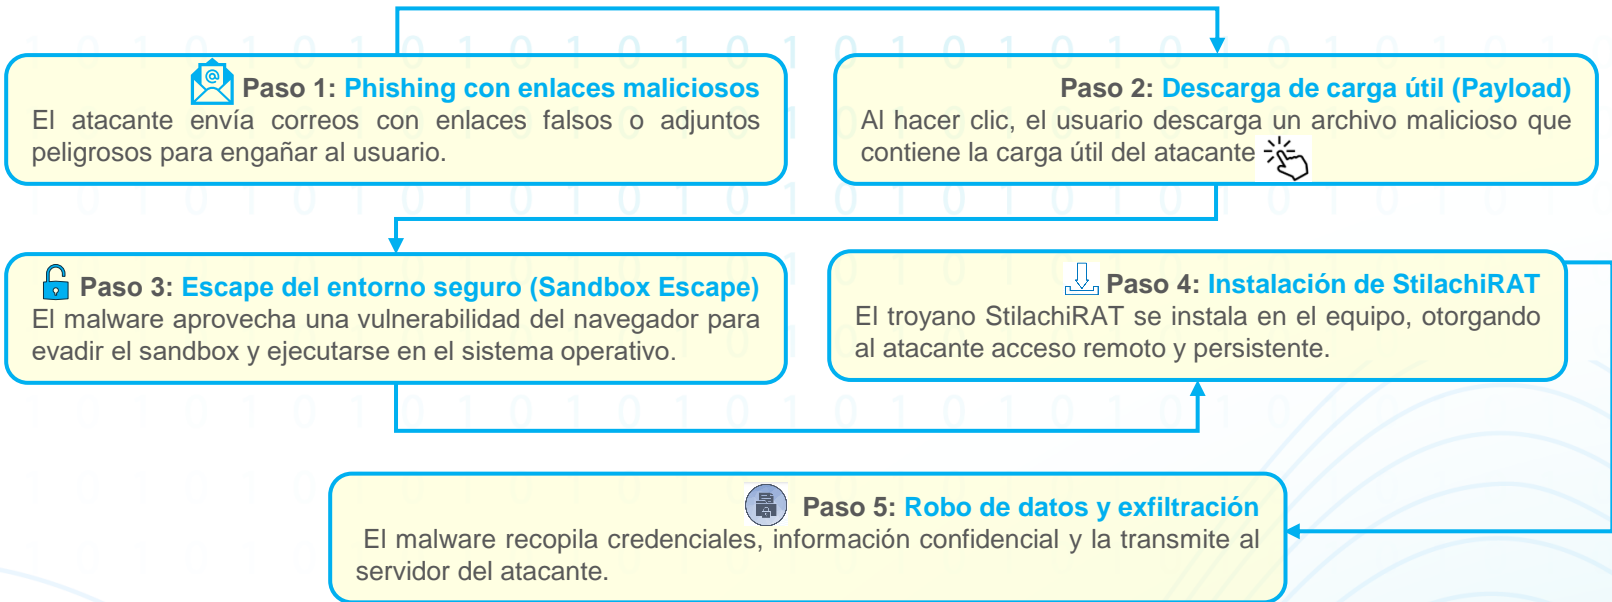 Paso 1: Phishing con enlaces maliciosos
El atacante envía correos con enlaces falsos o adjuntos
peligrosos para engañar al usuario.
Paso 2: Descarga de carga útil (Payload)
Al hacer clic, el usuario descarga un archivo malicioso que
contiene la carga útil del atacante
Paso 3: Escape del entorno seguro (Sandbox Escape)
El malware aprovecha una vulnerabilidad del navegador para
evadir el sandbox y ejecutarse en el sistema operativo.
Paso 4: Instalación de StilachiRAT
El troyano StilachiRAT se instala en el equipo, otorgando
al atacante acceso remoto y persistente.
Paso 5: Robo de datos y exfiltración
El malware recopila credenciales, información confidencial y la transmite al
servidor del atacante.